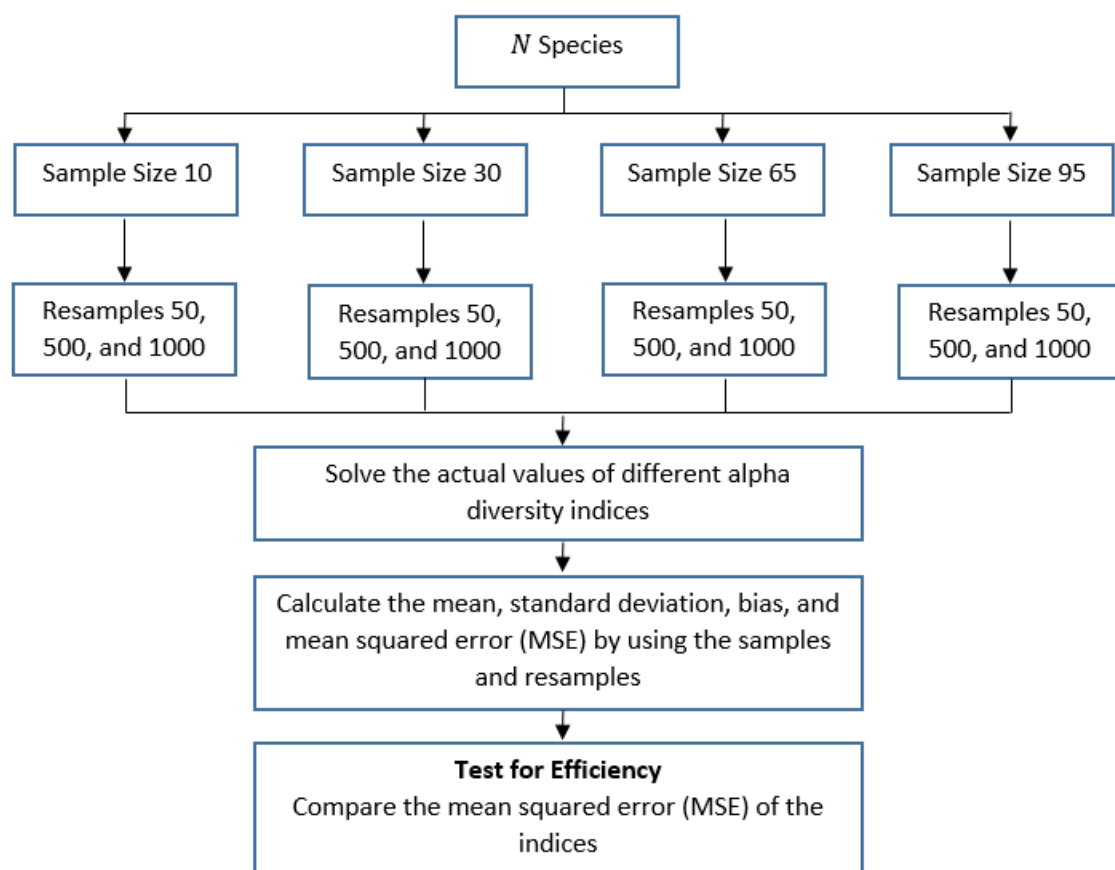 N Species
Sample Size 10
Sample Size 30
Sample Size 65
Sample Size 95
Resamples 50,
500, and 1000
Resamples 50,
500, and 1000
Resamples 50,
500, and 1000
Resamples 50,
500, and 1000
Solve the actual values of different alpha
diversity indices
Calculate the mean, standard deviation, bias, and
mean squared error (MSE) by using the samples
and resamples
Test for Efficiency
Compare the mean squared error (MSE) of the
indices